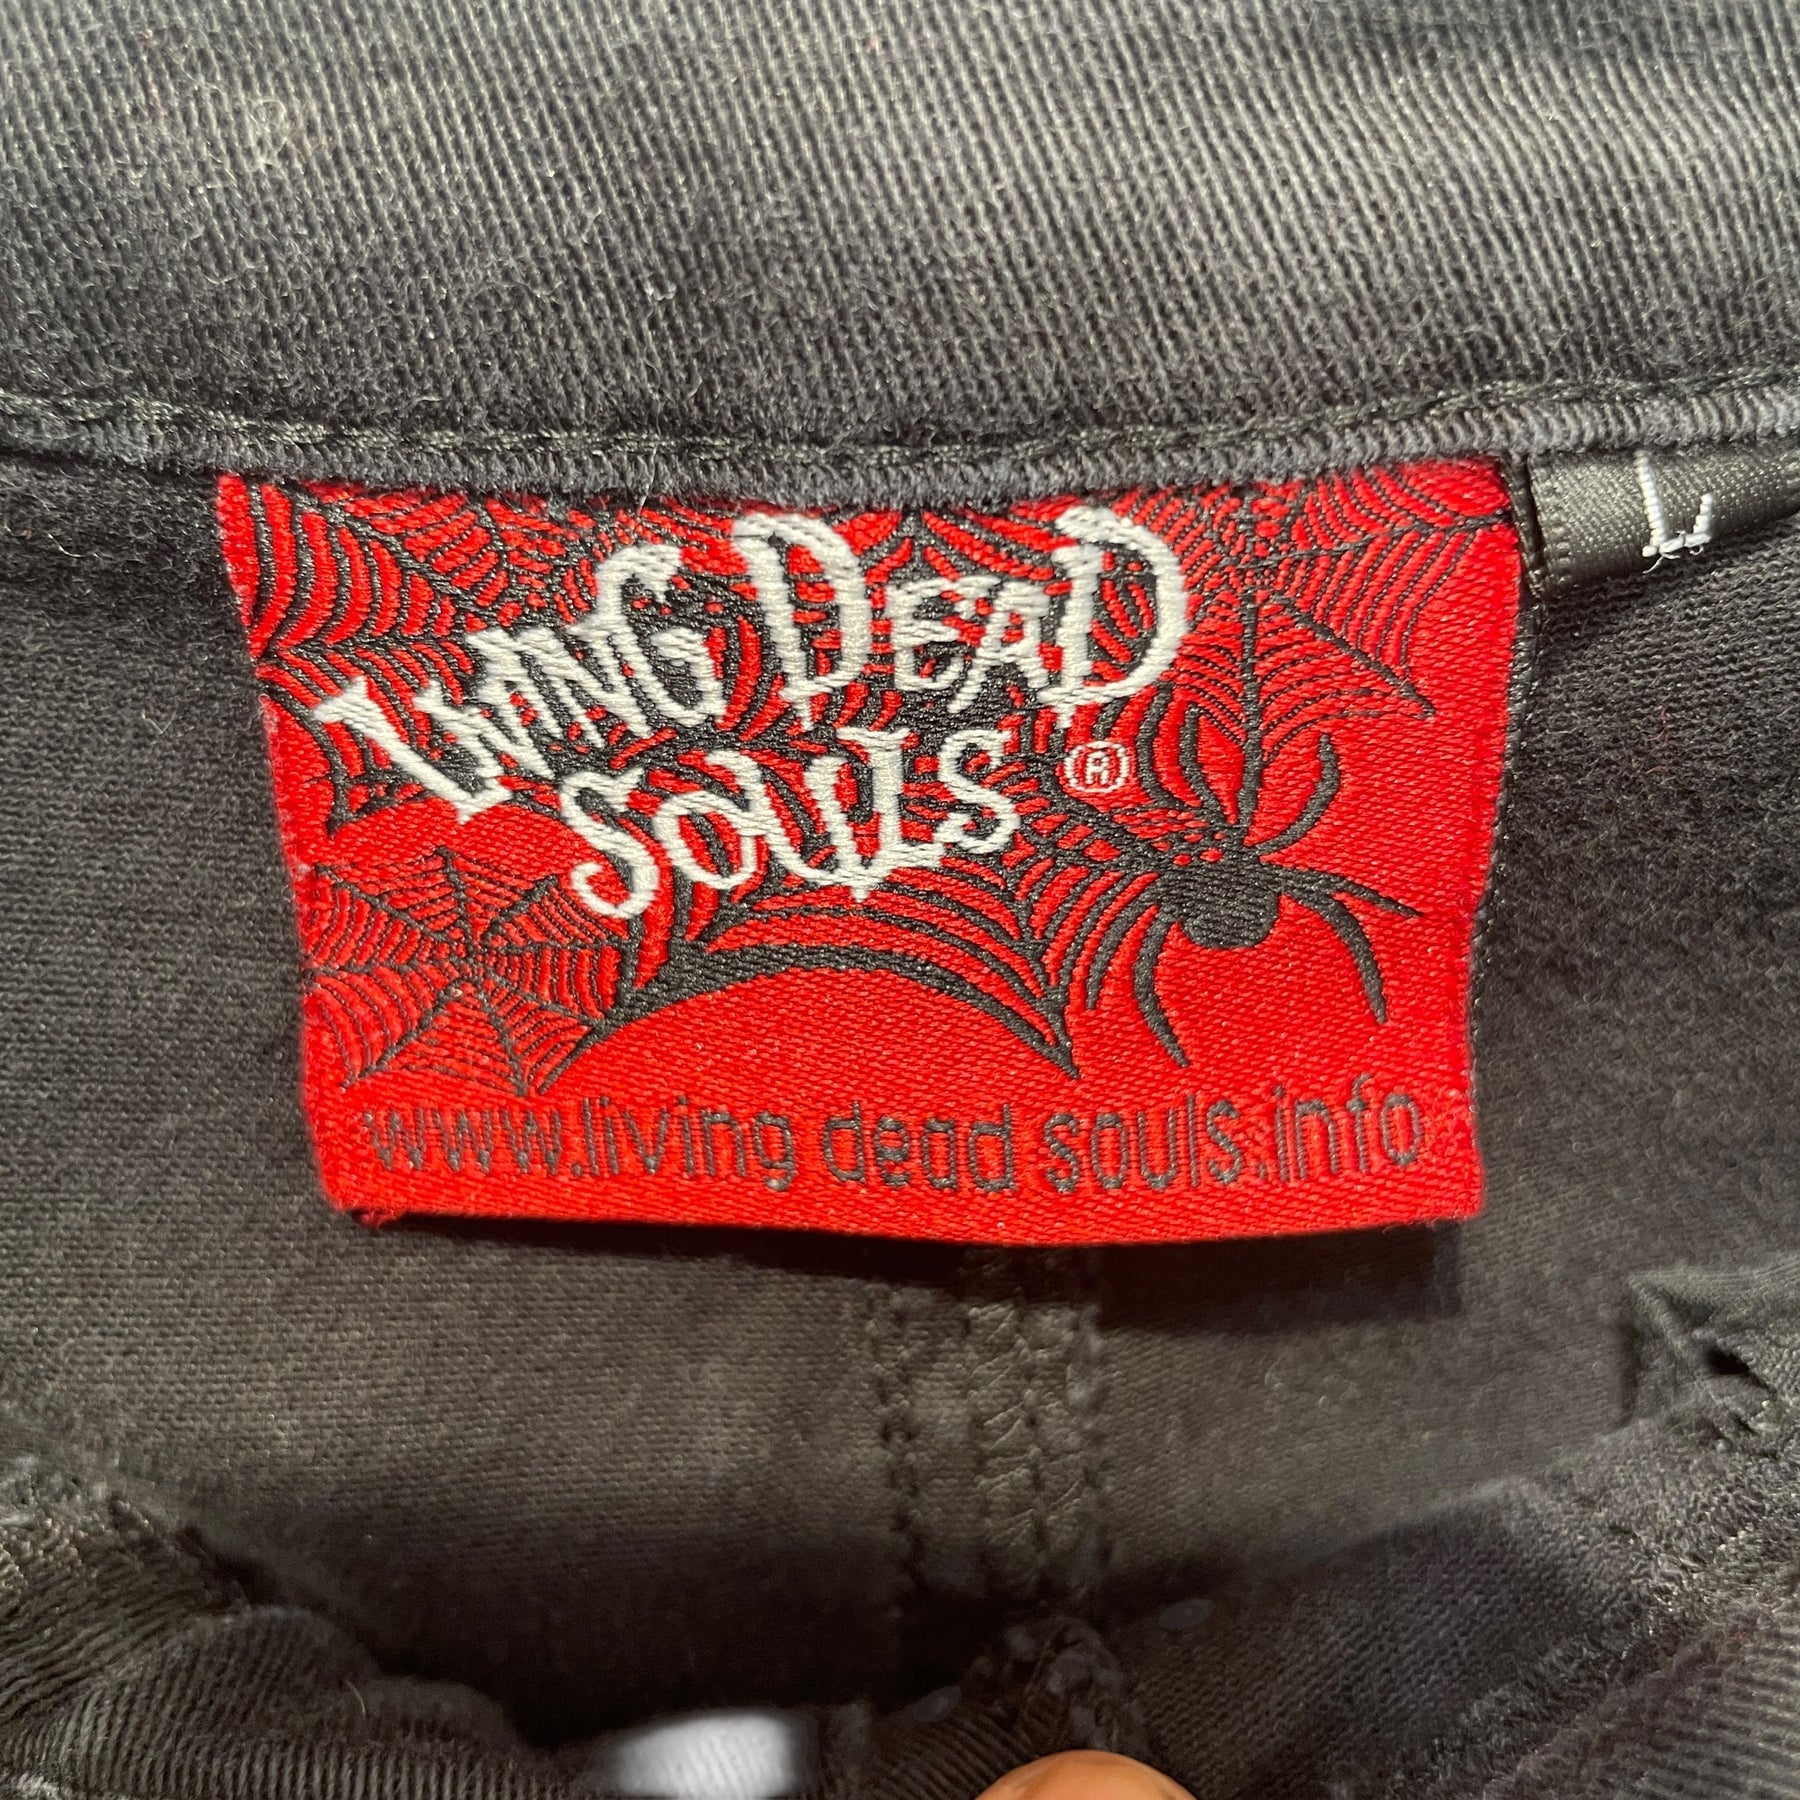 LIVING DEAD
SOULS ®
www.living dead souls.info
L